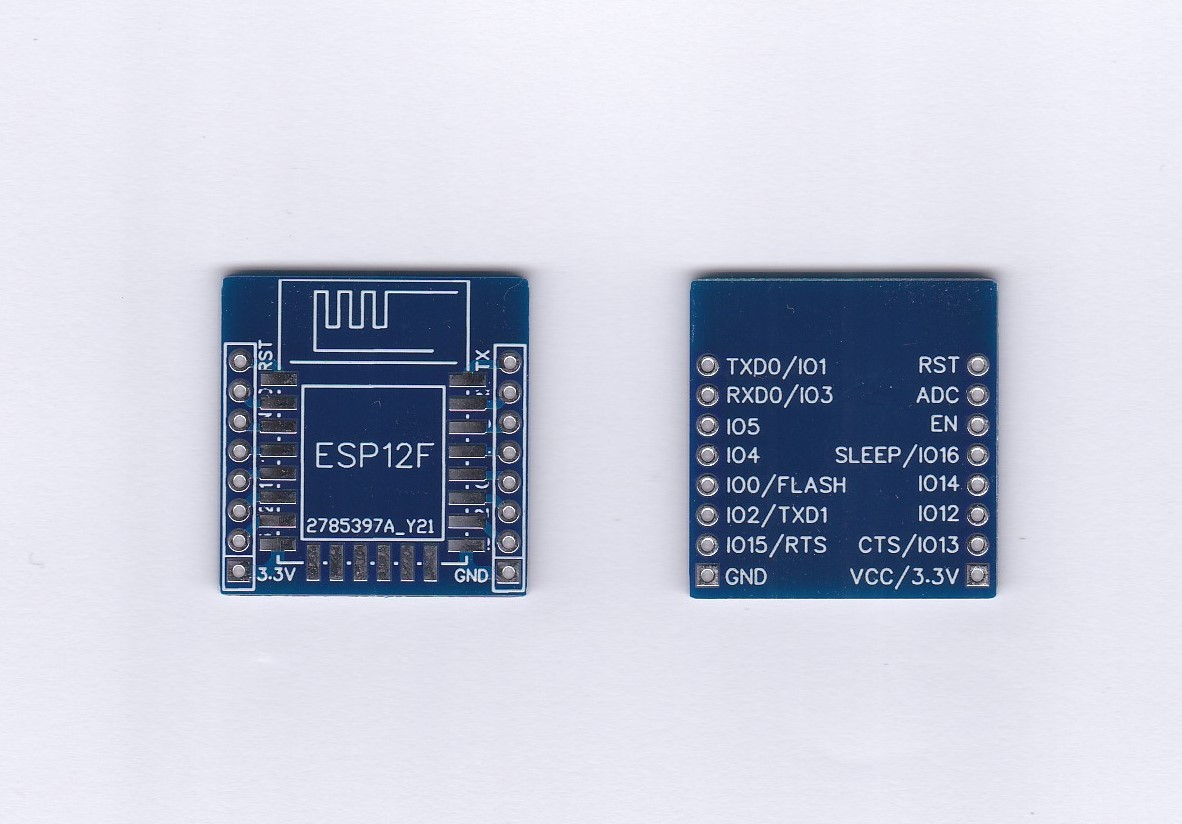 RST
TX
ESP12F
2785397A_Y21
3.3V
GND
TXD0/IO1
RST
RXD0/IO3
ADC
IO5
EN
IO4
SLEEP/IO16
IO0/FLASH
IO14
IO2/TXD1
IO12
IO15/RTS
CTS/IO13
GND
VCC/3.3V